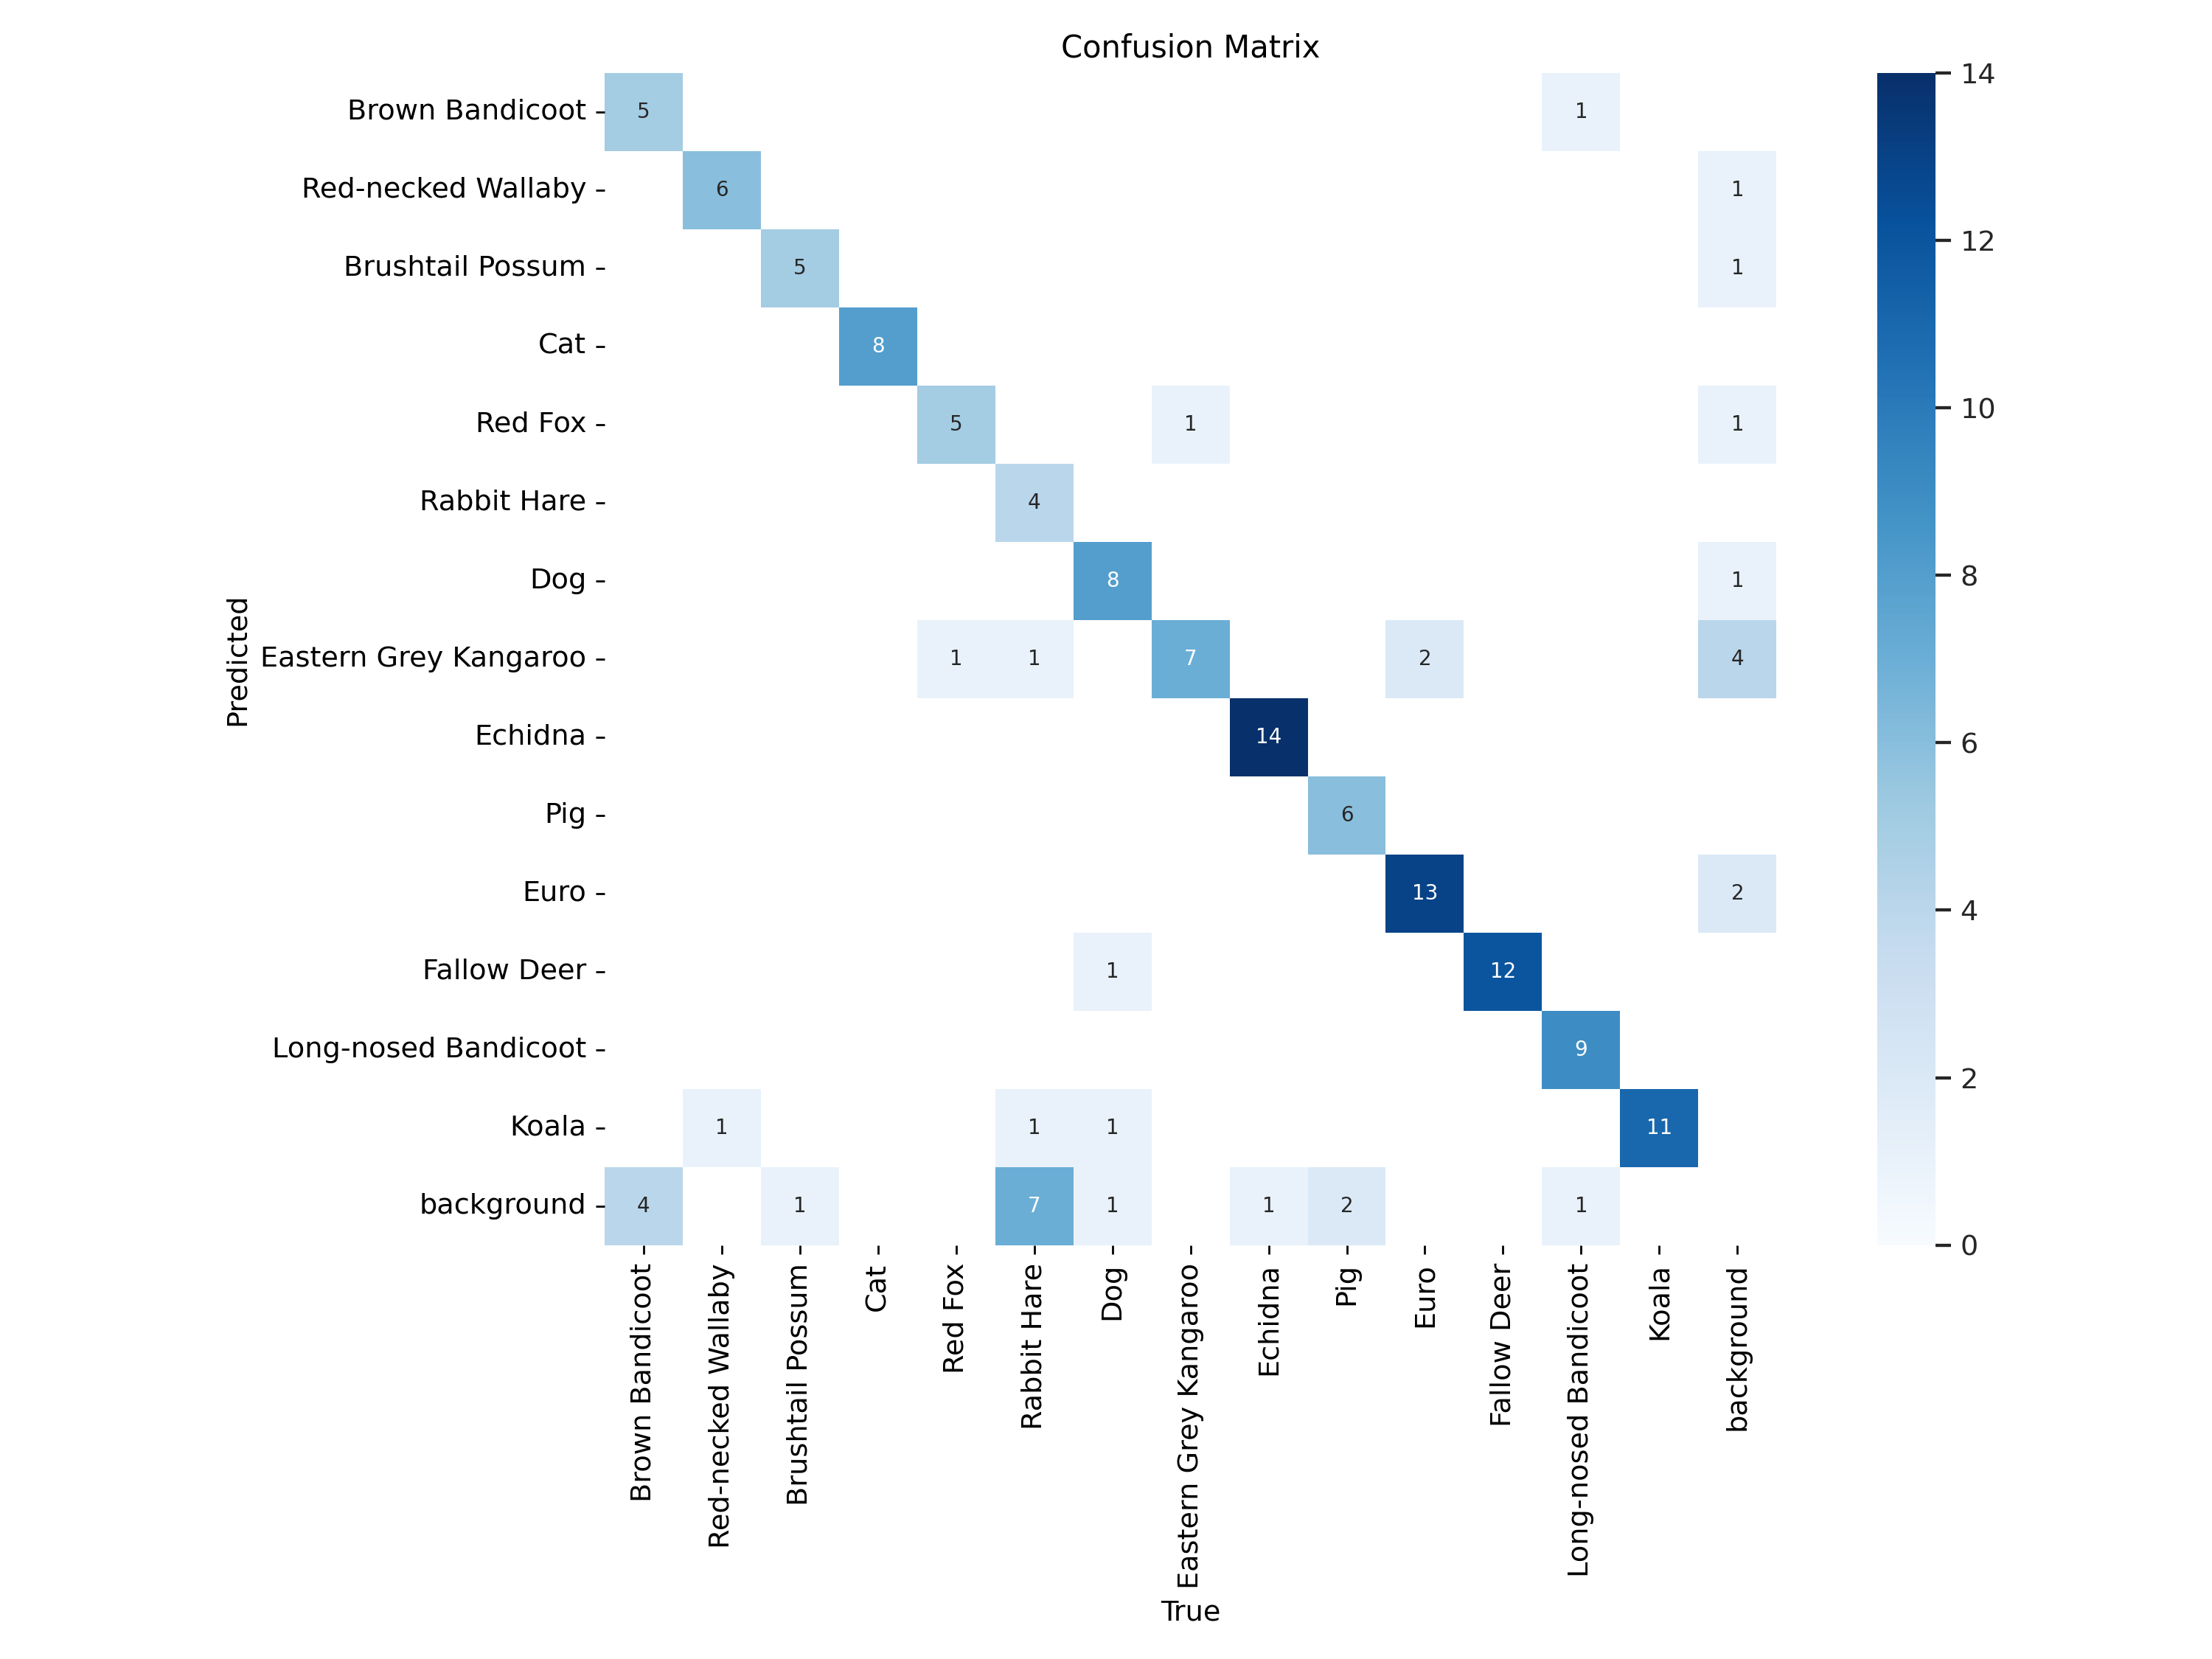 Confusion Matrix
Brown Bandicoot 5 1
Red-necked Wallaby 6 1
Brushtail Possum 5 1
Cat 8
Red Fox 5 1 1
Rabbit Hare 4
Dog 8 1
Eastern Grey Kangaroo 1 1 7 2 4
Echidna 14
Pig 6
Euro 13 2
Fallow Deer 1 12
Long-nosed Bandicoot 9
Koala 1 1 1 11
background 4 1 7 1 1 2 1
Predicted
Brown Bandicoot
Red-necked Wallaby
Brushtail Possum
Cat
Red Fox
Rabbit Hare
Dog
Eastern Grey Kangaroo
Echidna
Pig
Euro
Fallow Deer
Long-nosed Bandicoot
Koala
background
True
14
12
10
8
6
4
2
0